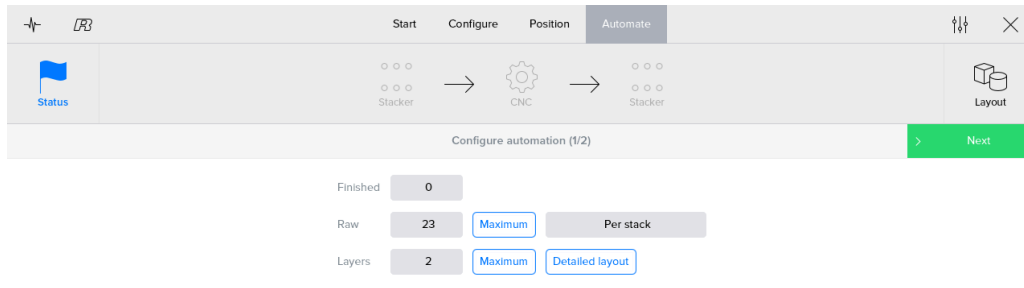 Start Configure Position Automate
Status
Stacker CNC Stacker
Layout
Configure automation (1/2)
Next
Finished 0
Raw 23 Maximum Per stack
Layers 2 Maximum Detailed layout